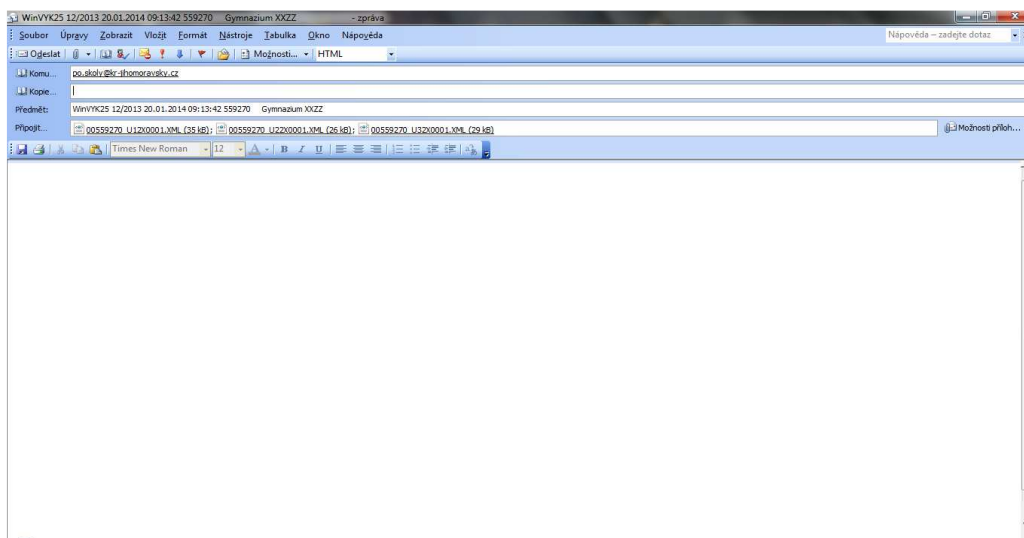 WinVYK25 12/2013 20.01.2014 09:13:42 559270 Gymnazium XXZZ - zpráva
Soubor Úpravy Zobrazit Vložit Formát Nástroje Tabulka Okno Nápověda Nápověda – zadejte dotaz
Odeslat Možnosti... HTML
Komu... po.skoly@kr-jihomoravsky.cz
Kopie...
Předmět: WinVYK25 12/2013 20.01.2014 09:13:42 559270 Gymnazium XXZZ
Připojit... 00559270_U12X0001.XML (35 kB); 00559270_U22X0001.XML (26 kB); 00559270_U32X0001.XML (29 kB) Možnosti příloh...
Times New Roman 12 A B I U